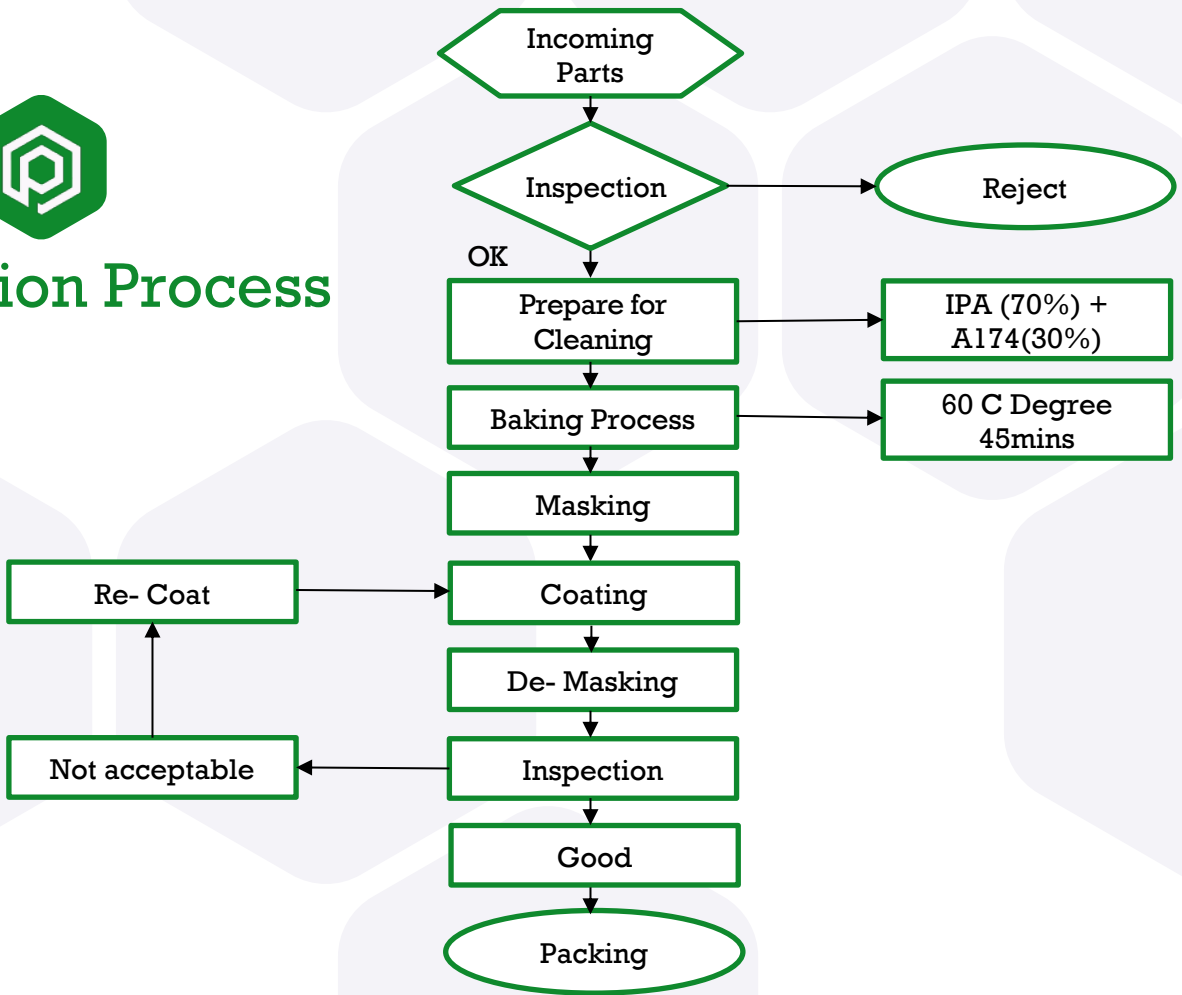 Incoming
Parts
Inspection
Reject
ion Process
OK
Prepare for
Cleaning
IPA (70%) +
A174(30%)
Baking Process
60 C Degree
45mins
Masking
Re- Coat
Coating
De- Masking
Not acceptable
Inspection
Good
Packing